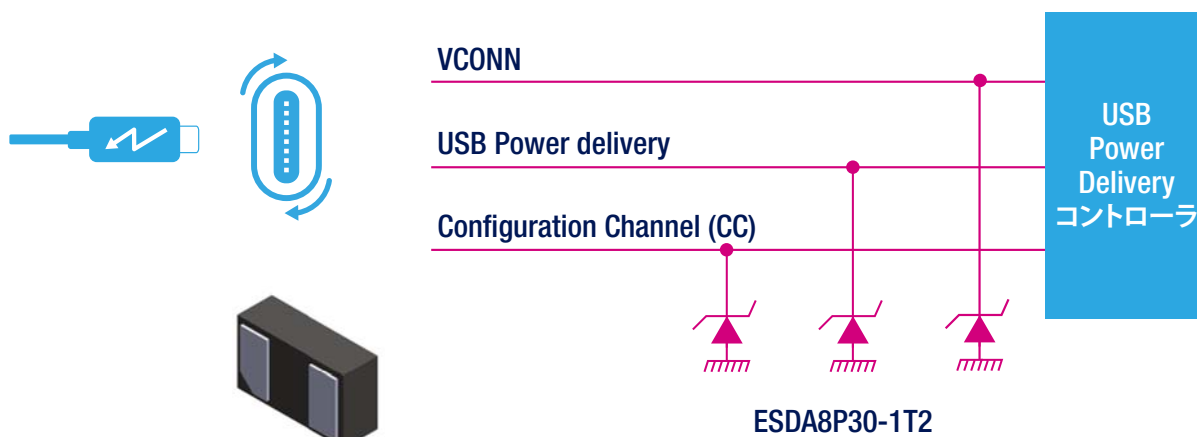 VCONN
USB Power delivery
Configuration Channel (CC)
USB
Power
Delivery
コントローラ
ESDA8P30-1T2